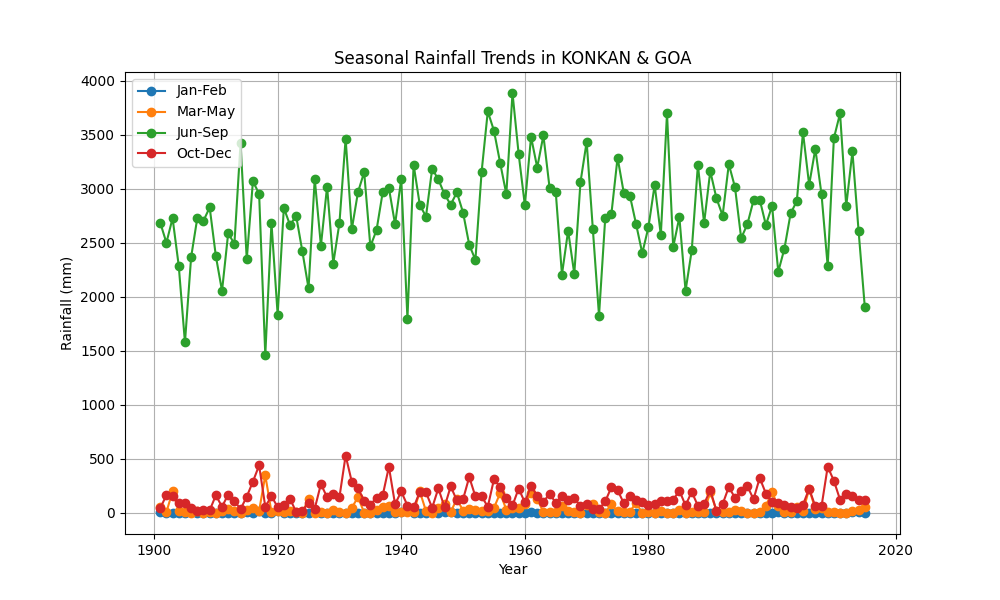 Seasonal Rainfall Trends in KONKAN & GOA
Jan-Feb
Mar-May
Jun-Sep
Oct-Dec
Rainfall (mm)
4000
3500
3000
2500
2000
1500
1000
500
0
1900
1920
1940
1960
1980
2000
2020
Year